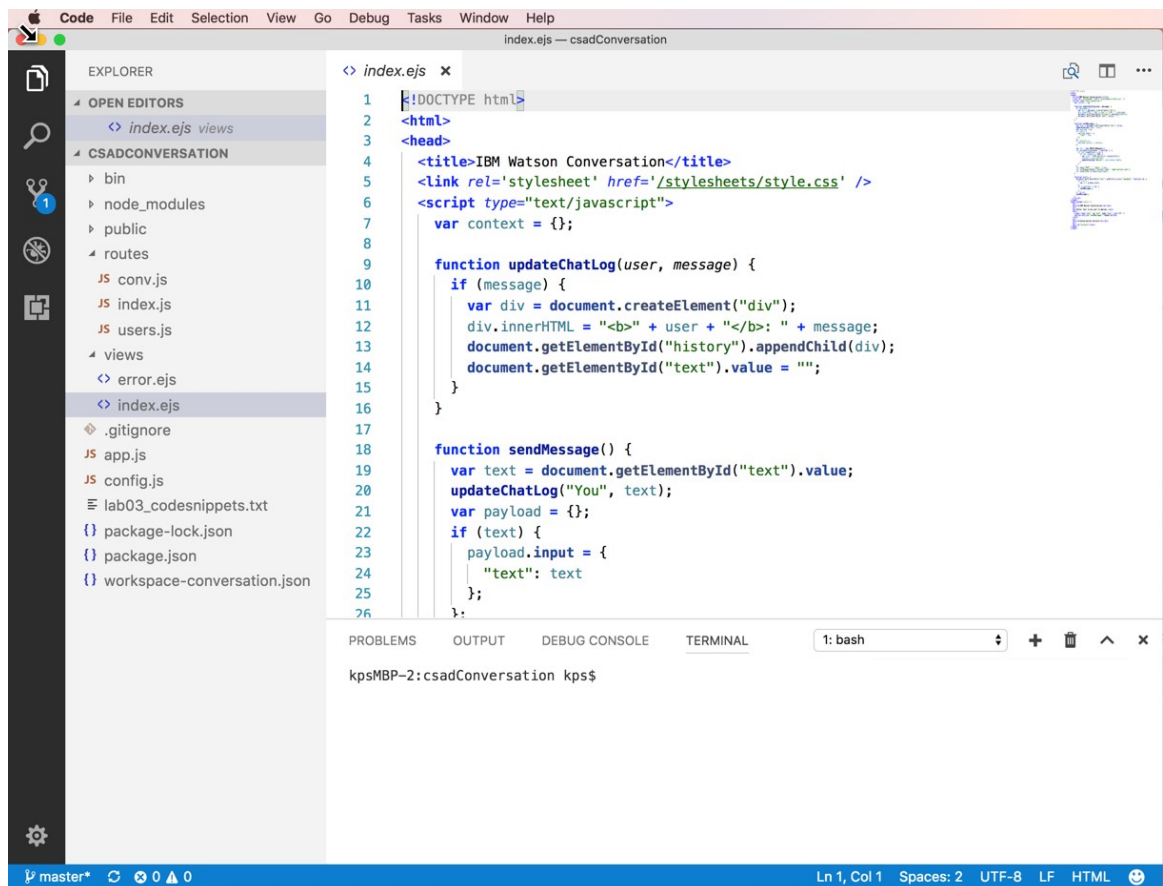 Code File Edit Selection View Go Debug Tasks Window Help
index.ejs — csadConversation
EXPLORER
OPEN EDITORS
<> index.ejs views
CSADCONVERSATION
bin
node_modules
public
routes
JS conv.js
JS index.js
JS users.js
views
<> error.ejs
<> index.ejs
.gitignore
JS app.js
JS config.js
lab03_codesnippets.txt
{} package-lock.json
{} package.json
{} workspace-conversation.json
1
<> index.ejs ×
1 <!DOCTYPE html>
2 <html>
3 <head>
4 <title>IBM Watson Conversation</title>
5 <link rel='stylesheet' href='/stylesheets/style.css' />
6 <script type="text/javascript">
7 var context = {};
8
9 function updateChatLog(user, message) {
10 if (message) {
11 var div = document.createElement("div");
12 div.innerHTML = "<b>" + user + "</b>: " + message;
13 document.getElementById("history").appendChild(div);
14 document.getElementById("text").value = "";
15 }
16 }
17
18 function sendMessage() {
19 var text = document.getElementById("text").value;
20 updateChatLog("You", text);
21 var payload = {};
22 if (text) {
23 payload.input = {
24 "text": text
25 };
26 };
PROBLEMS OUTPUT DEBUG CONSOLE TERMINAL 1: bash
kpsMBP-2:csadConversation kps$
master* 0 0 Ln 1, Col 1 Spaces: 2 UTF-8 LF HTML